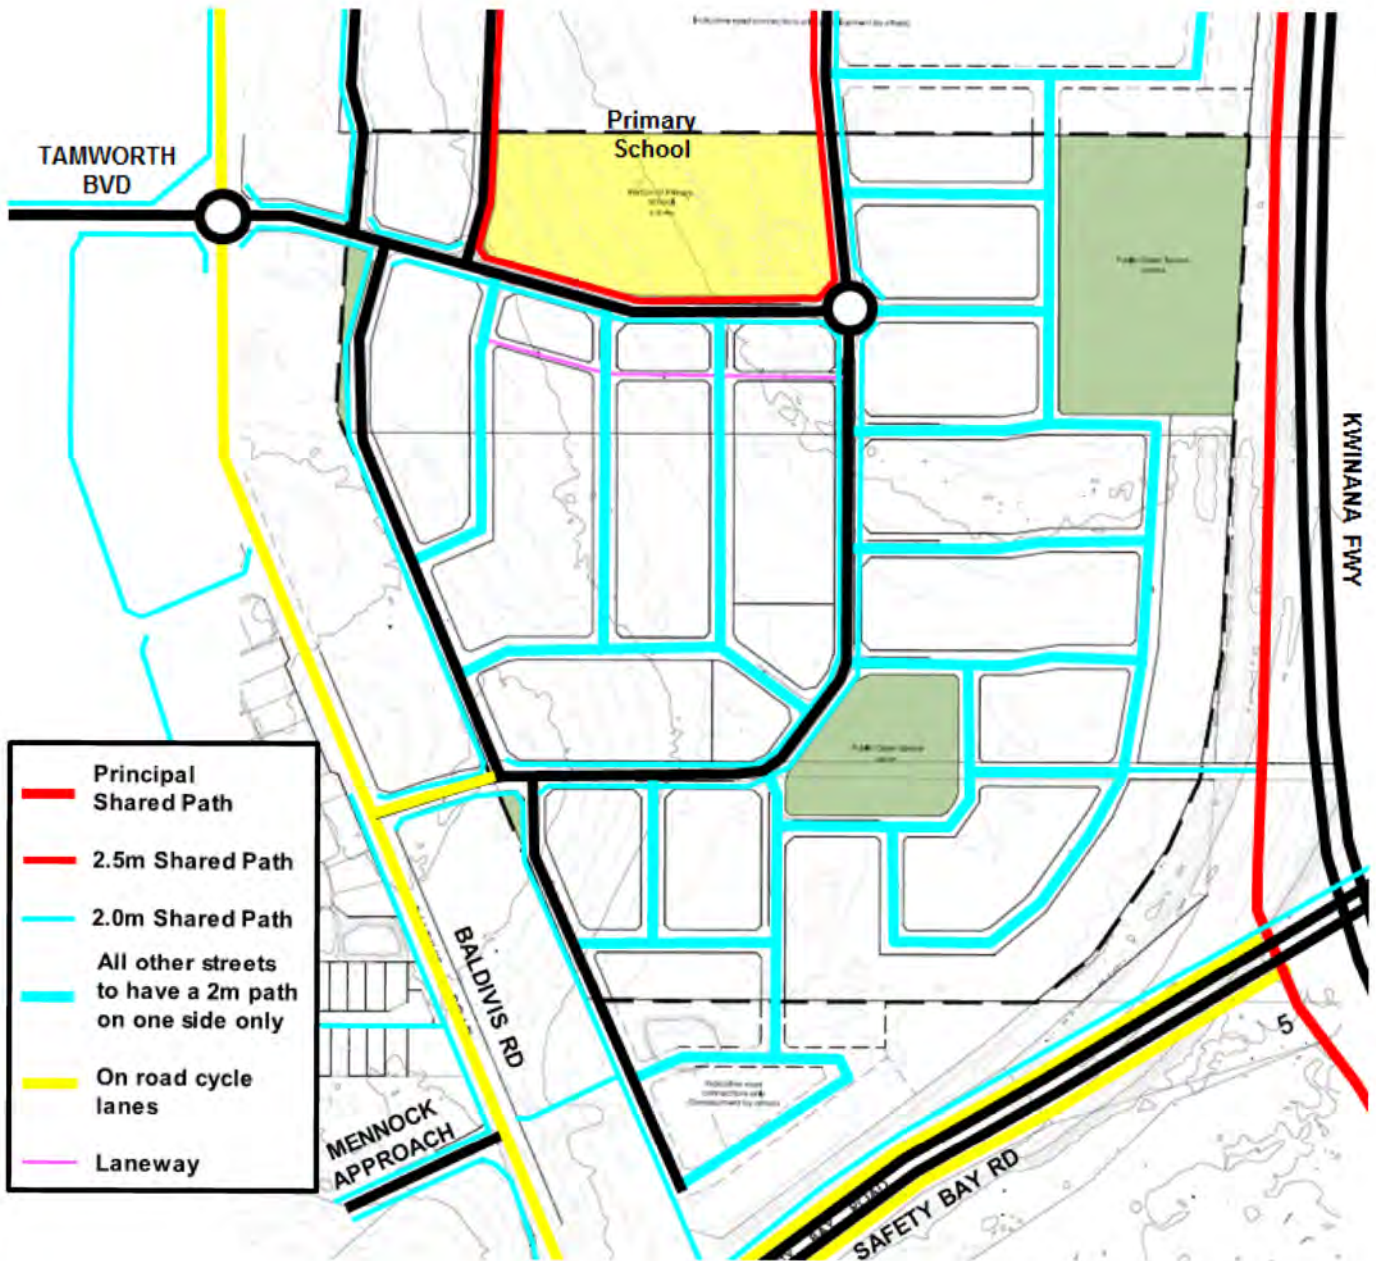 Primary
School
TAMWORTH
BVD
KWINANA FWY
Principal
Shared Path
2.5m Shared Path
2.0m Shared Path
All other streets
to have a 2m path
on one side only
On road cycle
lanes
Laneway
BALDIVIS RD
MENNOCK
APPROACH
SAFETY BAY RD
5